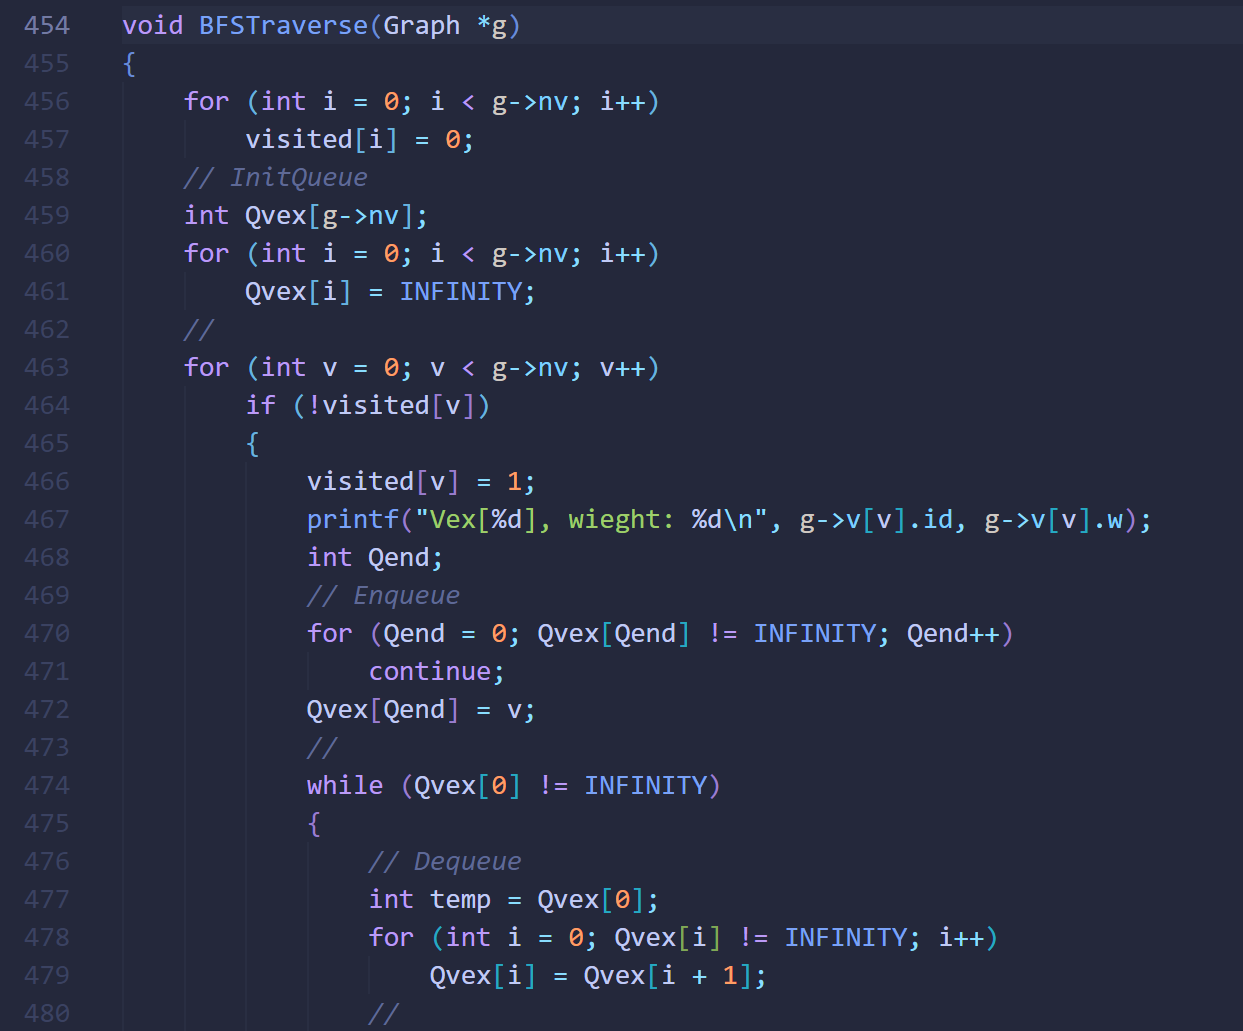 454 void BFSTraverse(Graph *g)
455 {
456     for (int i = 0; i < g->nv; i++)
457         visited[i] = 0;
458     // InitQueue
459     int Qvex[g->nv];
460     for (int i = 0; i < g->nv; i++)
461         Qvex[i] = INFINITY;
462     //
463     for (int v = 0; v < g->nv; v++)
464         if (!visited[v])
465         {
466             visited[v] = 1;
467             printf("Vex[%d], wieght: %d\n", g->v[v].id, g->v[v].w);
468             int Qend;
469             // Enqueue
470             for (Qend = 0; Qvex[Qend] != INFINITY; Qend++)
471                 continue;
472             Qvex[Qend] = v;
473             //
474             while (Qvex[0] != INFINITY)
475             {
476                 // Dequeue
477                 int temp = Qvex[0];
478                 for (int i = 0; Qvex[i] != INFINITY; i++)
479                     Qvex[i] = Qvex[i + 1];
480                 //